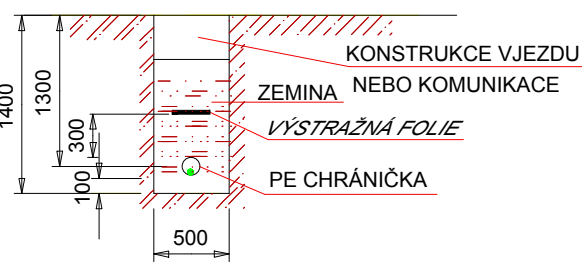 KONSTRUKCE VJEZDU
NEBO KOMUNIKACE
ZEMINA
VÝSTRAŽNÁ FOLIE
PE CHRÁNIČKA
1400
1300
300
100
500